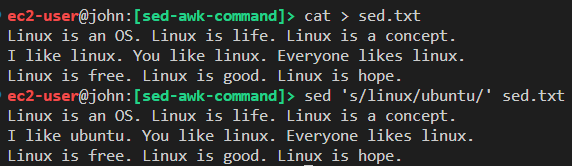 ec2-user@john:[sed-awk-command]> cat > sed.txt
Linux is an OS. Linux is life. Linux is a concept.
I like linux. You like linux. Everyone likes linux.
Linux is free. Linux is good. Linux is hope.
ec2-user@john:[sed-awk-command]> sed 's/linux/ubuntu/' sed.txt
Linux is an OS. Linux is life. Linux is a concept.
I like ubuntu. You like linux. Everyone likes linux.
Linux is free. Linux is good. Linux is hope.